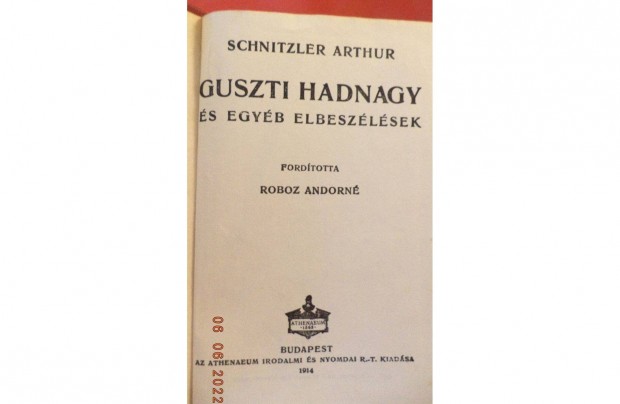 SCHNITZLER ARTHUR
GUSZTI HADNAGY
ÉS EGYÉB ELBESZÉLÉSEK
FORDÍTOTTA
ROBOZ ANDORNÉ
ATHENAEUM
BUDAPEST
AZ ATHENAEUM IRODALMI ÉS NYOMDAI R.-T. KIADÁSA
1914
06 06 2022